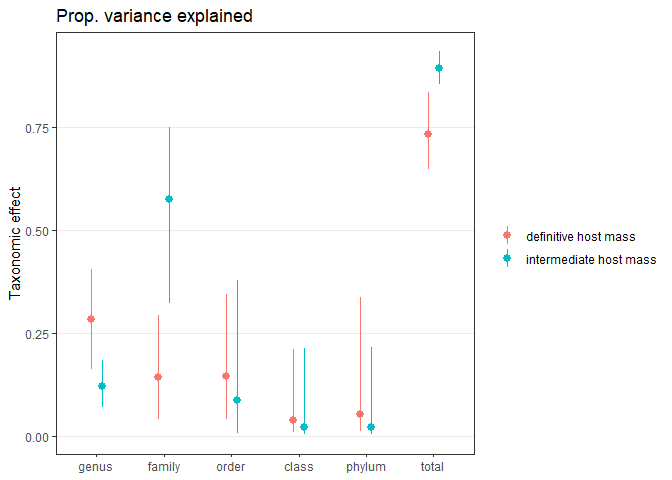 Prop. variance explained
Taxonomic effect
0.75
0.50
0.25
0.00
genus family order class phylum total
definitive host mass
intermediate host mass